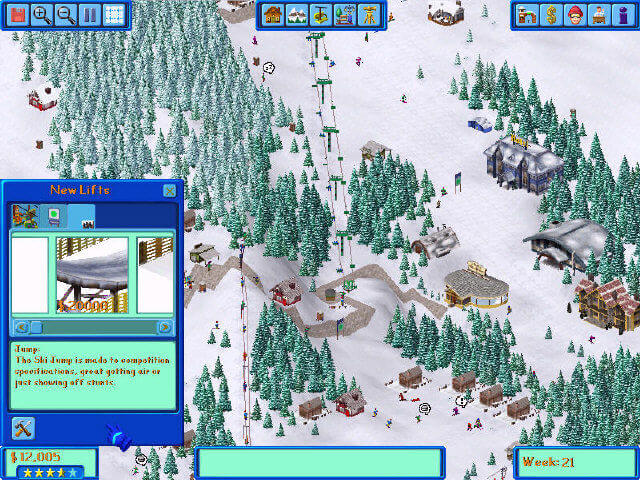 New Lifts
$20000
Jump:
The Ski Jump is made to competition
specifications, great getting air or
just showing off stunts.
$12,005
Week: 21